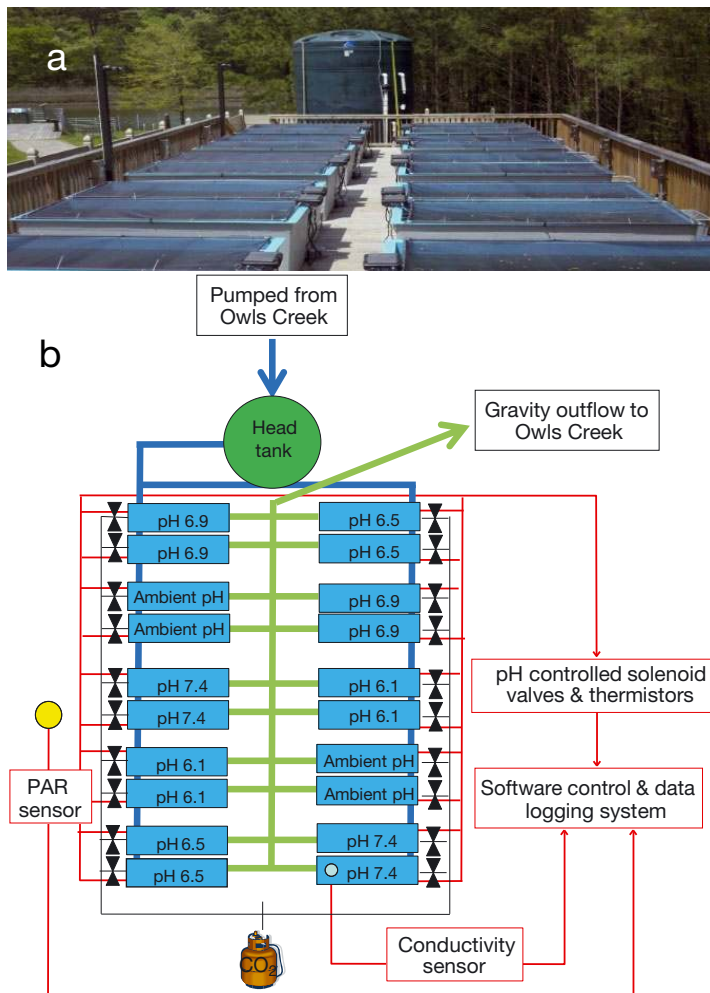 a
Pumped from
Owls Creek
b
Head
tank
Gravity outflow to
Owls Creek
pH 6.9
pH 6.5
pH 6.9
pH 6.5
Ambient pH
pH 6.9
Ambient pH
pH 6.9
pH 7.4
pH 6.1
pH 7.4
pH 6.1
pH controlled solenoid
valves & thermistors
pH 6.1
Ambient pH
pH 6.1
Ambient pH
PAR
sensor
Software control & data
logging system
pH 6.5
pH 7.4
pH 6.5
pH 7.4
CO2
Conductivity
sensor